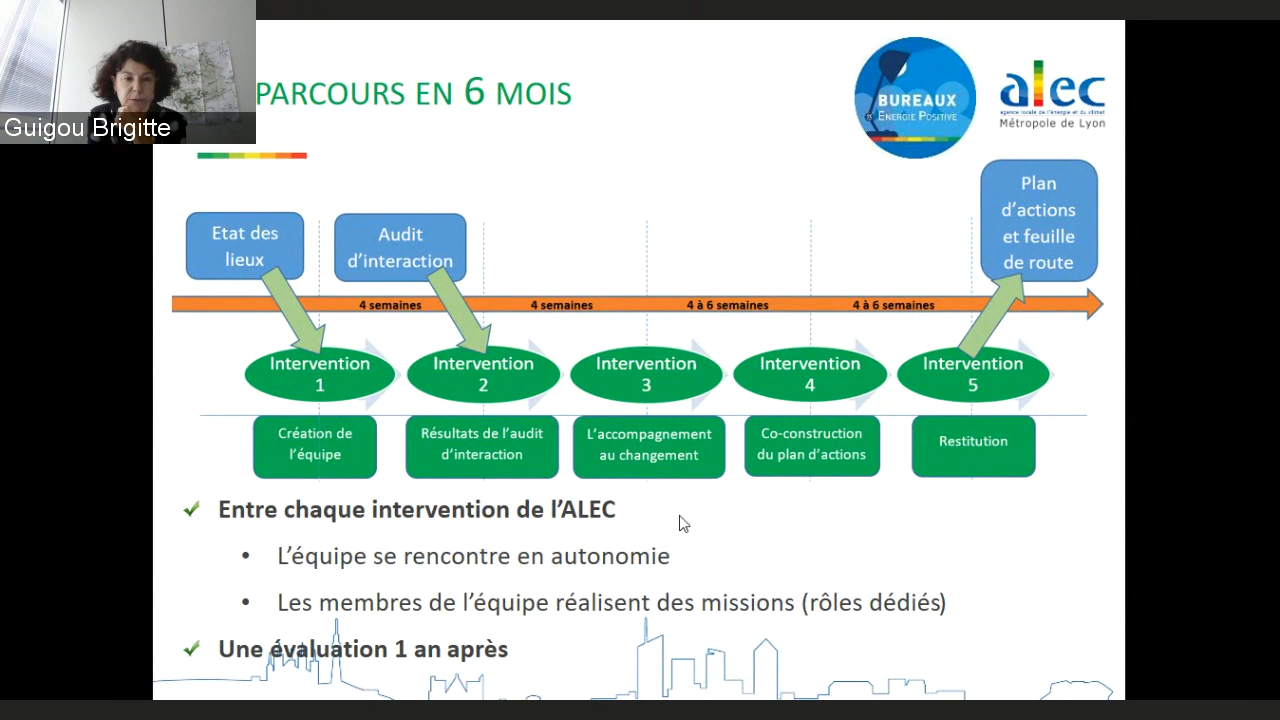 Guigou Brigitte
PARCOURS EN 6 MOIS
BUREAUX
À ENERGIE POSITIVE
alec
agence locale de l'énergie et du climat
Métropole de Lyon
Etat des
lieux
Audit
d'interaction
Plan
d'actions
et feuille
de route
4 semaines
4 semaines
4 à 6 semaines
4 à 6 semaines
Intervention
1
Intervention
2
Intervention
3
Intervention
4
Intervention
5
Création de
l'équipe
Résultats de l'audit
d'interaction
L'accompagnement
au changement
Co-construction
du plan d'actions
Restitution
Entre chaque intervention de l'ALEC
• L'équipe se rencontre en autonomie
• Les membres de l'équipe réalisent des missions (rôles dédiés)
Une évaluation 1 an après